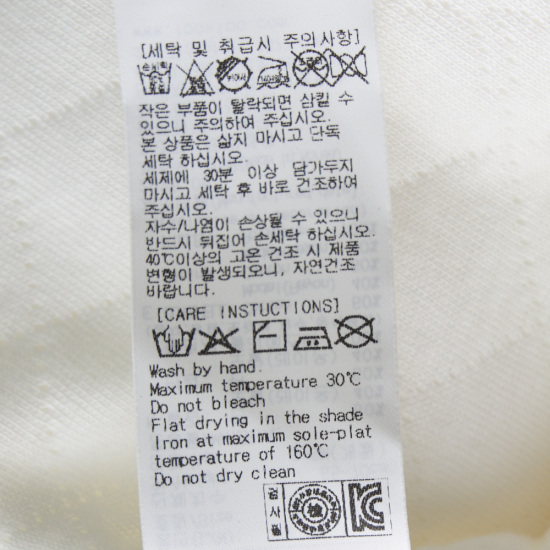 [세탁 및 취급시 주의사항]
작은 부품이 탈락되면 삼킬 수
있으니 주의하여 주십시오.
본 상품은 삶지 마시고 단독
세탁 하십시오.
세제에 30분 이상 담가두지
마시고 세탁 후 바로 건조하여
주십시오.
자수/나염이 손상될 수 있으니
반드시 뒤집어 손세탁 하십시오.
40℃이상의 고온 건조 시 제품
변형이 발생되오니, 자연건조
바랍니다.
[CARE INSTUCTIONS]
Wash by hand.
Maximum temperature 30℃
Do not bleach
Flat drying in the shade
Iron at maximum sole-plat
temperature of 160℃
Do not dry clean
검사필
檢
KC